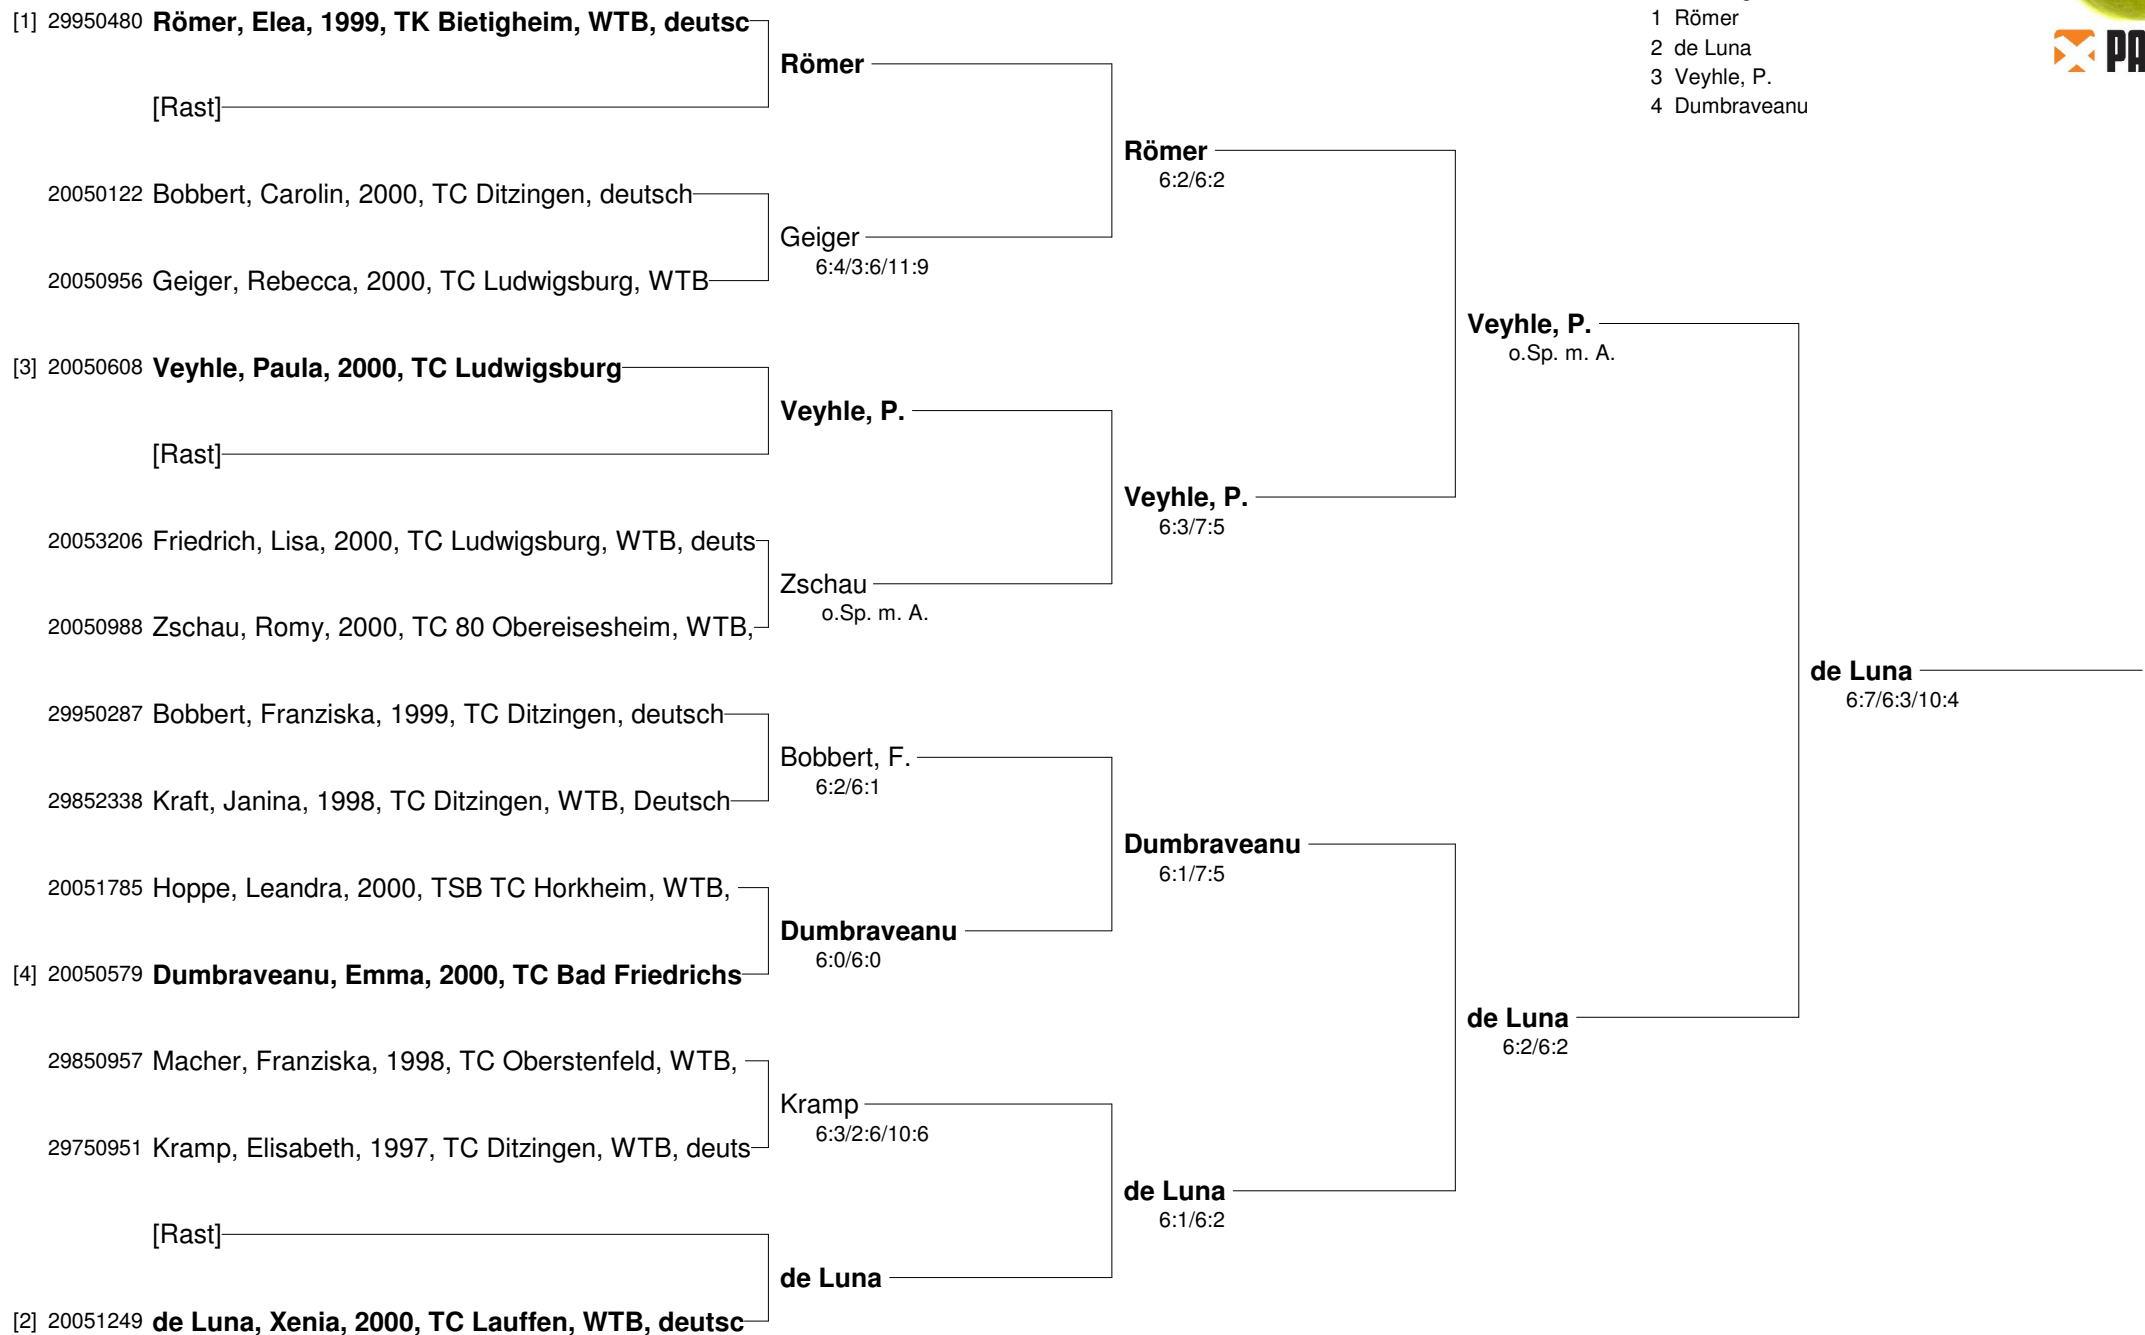 [1] 29950480 Römer, Elea, 1999, TK Bietigheim, WTB, deutsc
Römer
[Rast]
Römer
6:2/6:2
20050122 Bobbert, Carolin, 2000, TC Ditzingen, deutsch
Geiger
6:4/3:6/11:9
20050956 Geiger, Rebecca, 2000, TC Ludwigsburg, WTB
Veyhle, P.
o.Sp. m. A.
[3] 20050608 Veyhle, Paula, 2000, TC Ludwigsburg
Veyhle, P.
[Rast]
Veyhle, P.
6:3/7:5
20053206 Friedrich, Lisa, 2000, TC Ludwigsburg, WTB, deuts
Zschau
o.Sp. m. A.
20050988 Zschau, Romy, 2000, TC 80 Obereisesheim, WTB,
de Luna
6:7/6:3/10:4
29950287 Bobbert, Franziska, 1999, TC Ditzingen, deutsch
Bobbert, F.
6:2/6:1
29852338 Kraft, Janina, 1998, TC Ditzingen, WTB, Deutsch
Dumbraveanu
6:1/7:5
20051785 Hoppe, Leandra, 2000, TSB TC Horkheim, WTB,
Dumbraveanu
6:0/6:0
[4] 20050579 Dumbraveanu, Emma, 2000, TC Bad Friedrichs
de Luna
6:2/6:2
29850957 Macher, Franziska, 1998, TC Oberstenfeld, WTB,
Kramp
6:3/2:6/10:6
29750951 Kramp, Elisabeth, 1997, TC Ditzingen, WTB, deuts
de Luna
6:1/6:2
[Rast]
de Luna
[2] 20051249 de Luna, Xenia, 2000, TC Lauffen, WTB, deutsc
1 Römer
2 de Luna
3 Veyhle, P.
4 Dumbraveanu
PA